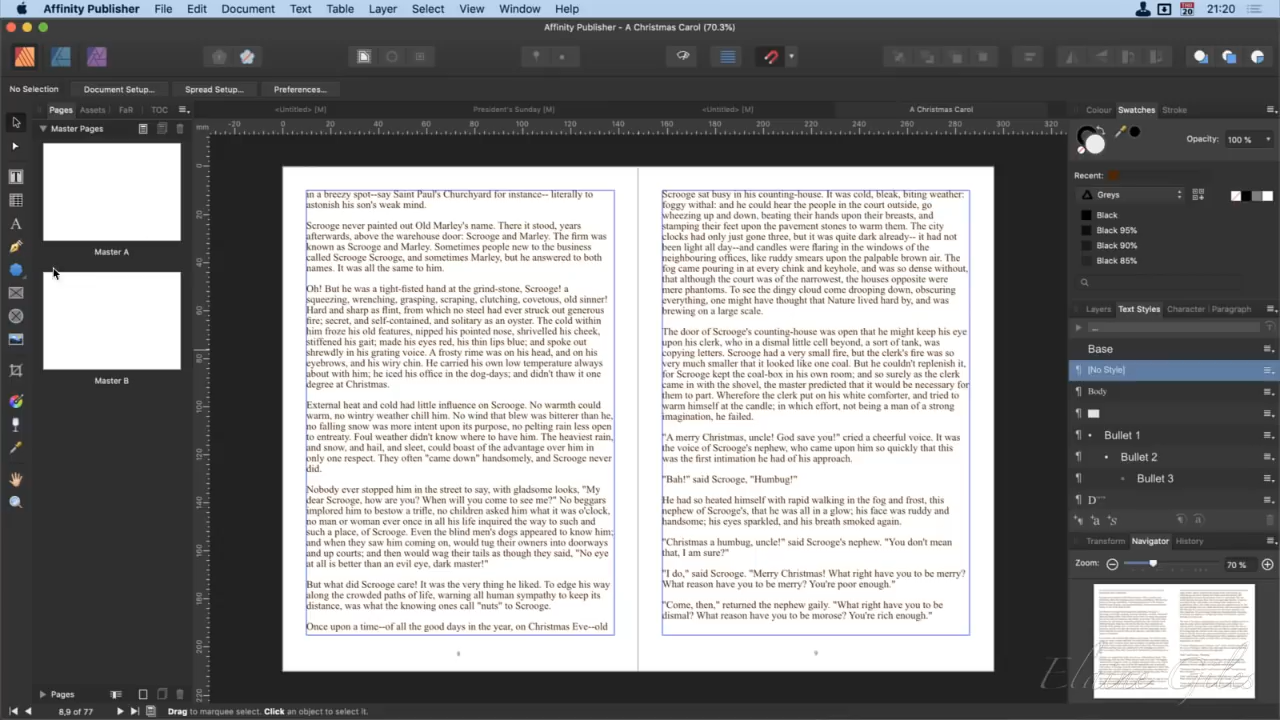 Affinity Publisher File Edit Document Text Table Layer Select View Window Help 21:20
Affinity Publisher - A Christmas Carol (70.3%)
No Selection Document Setup... Spread Setup... Preferences...
Pages Assets FaR TOC
<Untitled> [M] President's Sunday [M] <Untitled> [M] A Christmas Carol
mm -20 0 20 40 60 80 100 120 140 160 180 200 220 240 260 280 300 320
Master Pages
Master A
Master B
in a breezy spot--say Saint Paul's Churchyard for instance-- literally to
astonish his son's weak mind.
Scrooge never painted out Old Marley's name. There it stood, years
afterwards, above the warehouse door: Scrooge and Marley. The firm was
known as Scrooge and Marley. Sometimes people new to the business
called Scrooge Scrooge, and sometimes Marley, but he answered to both
names. It was all the same to him.
Oh! But he was a tight-fisted hand at the grind-stone, Scrooge! a
squeezing, wrenching, grasping, scraping, clutching, covetous, old sinner!
Hard and sharp as flint, from which no steel had ever struck out generous
fire; secret, and self-contained, and solitary as an oyster. The cold within
him froze his old features, nipped his pointed nose, shrivelled his cheek,
stiffened his gait; made his eyes red, his thin lips blue; and spoke out
shrewdly in his grating voice. A frosty rime was on his head, and on his
eyebrows, and his wiry chin. He carried his own low temperature always
about with him; he iced his office in the dog-days; and didn't thaw it one
degree at Christmas.
External heat and cold had little influence on Scrooge. No warmth could
warm, no wintry weather chill him. No wind that blew was bitterer than he,
no falling snow was more intent upon its purpose, no pelting rain less open
to entreaty. Foul weather didn't know where to have him. The heaviest rain,
and snow, and hail, and sleet, could boast of the advantage over him in
only one respect. They often "came down" handsomely, and Scrooge never
did.
Nobody ever stopped him in the street to say, with gladsome looks, "My
dear Scrooge, how are you? When will you come to see me?" No beggars
implored him to bestow a trifle, no children asked him what it was o'clock,
no man or woman ever once in all his life inquired the way to such and
such a place, of Scrooge. Even the blind men's dogs appeared to know him;
and when they saw him coming on, would tug their owners into doorways
and up courts; and then would wag their tails as though they said, "No eye
at all is better than an evil eye, dark master!"
But what did Scrooge care! It was the very thing he liked. To edge his way
along the crowded paths of life, warning all human sympathy to keep its
distance, was what the knowing ones call "nuts" to Scrooge.
Once upon a time--of all the good days in the year, on Christmas Eve--old
8
Scrooge sat busy in his counting-house. It was cold, bleak, biting weather:
foggy withal: and he could hear the people in the court outside, go
wheezing up and down, beating their hands upon their breasts, and
stamping their feet upon the pavement stones to warm them. The city
clocks had only just gone three, but it was quite dark already-- it had not
been light all day--and candles were flaring in the windows of the
neighbouring offices, like ruddy smears upon the palpable brown air. The
fog came pouring in at every chink and keyhole, and was so dense without,
that although the court was of the narrowest, the houses opposite were
mere phantoms. To see the dingy cloud come drooping down, obscuring
everything, one might have thought that Nature lived hard by, and was
brewing on a large scale.
The door of Scrooge's counting-house was open that he might keep his eye
upon his clerk, who in a dismal little cell beyond, a sort of tank, was
copying letters. Scrooge had a very small fire, but the clerk's fire was so
very much smaller that it looked like one coal. But he couldn't replenish it,
for Scrooge kept the coal-box in his own room; and so surely as the clerk
came in with the shovel, the master predicted that it would be necessary for
them to part. Wherefore the clerk put on his white comforter, and tried to
warm himself at the candle; in which effort, not being a man of a strong
imagination, he failed.
"A merry Christmas, uncle! God save you!" cried a cheerful voice. It was
the voice of Scrooge's nephew, who came upon him so quickly that this
was the first intimation he had of his approach.
"Bah!" said Scrooge, "Humbug!"
He had so heated himself with rapid walking in the fog and frost, this
nephew of Scrooge's, that he was all in a glow; his face was ruddy and
handsome; his eyes sparkled, and his breath smoked again.
"Christmas a humbug, uncle!" said Scrooge's nephew. "You don't mean
that, I am sure?"
"I do," said Scrooge. "Merry Christmas! What right have you to be merry?
What reason have you to be merry? You're poor enough."
"Come, then," returned the nephew gaily. "What right have you to be
dismal? What reason have you to be morose? You're rich enough."
9
Colour Swatches Stroke
Opacity: 100 %
Recent:
Greys
Black
Black 95%
Black 90%
Black 85%
Layers Text Styles Character Paragraph
Base
[No Style]
Body
Bullet 1
Bullet 2
Bullet 3
Transform Navigator History
Zoom: 70 %
Elaine Giles
Pages
8,9 of 77 Drag to marquee select. Click an object to select it.